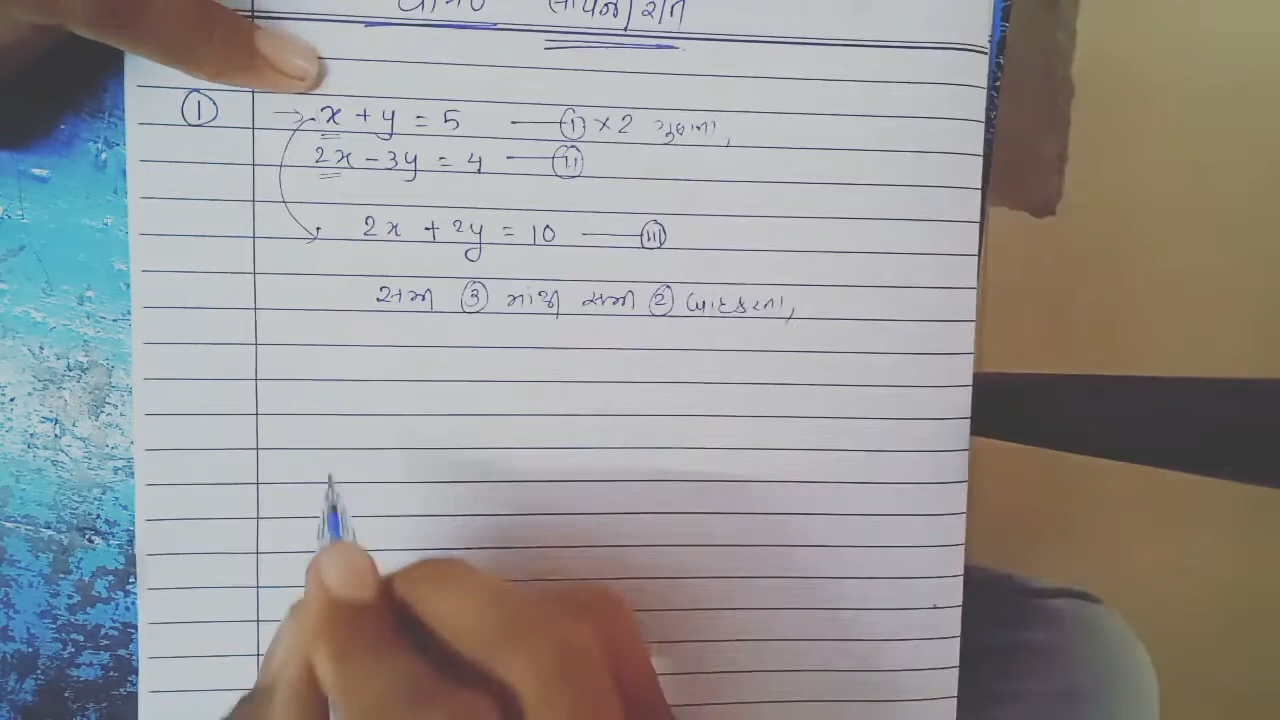 ① → x + y = 5 —— ⓘ × 2 ગુણતા,
2x - 3y = 4 —— ⓘⓘ
2x + 2y = 10 —— ⓘⓘⓘ
સમી ③ માંથી સમી ② બાદ કરતા,